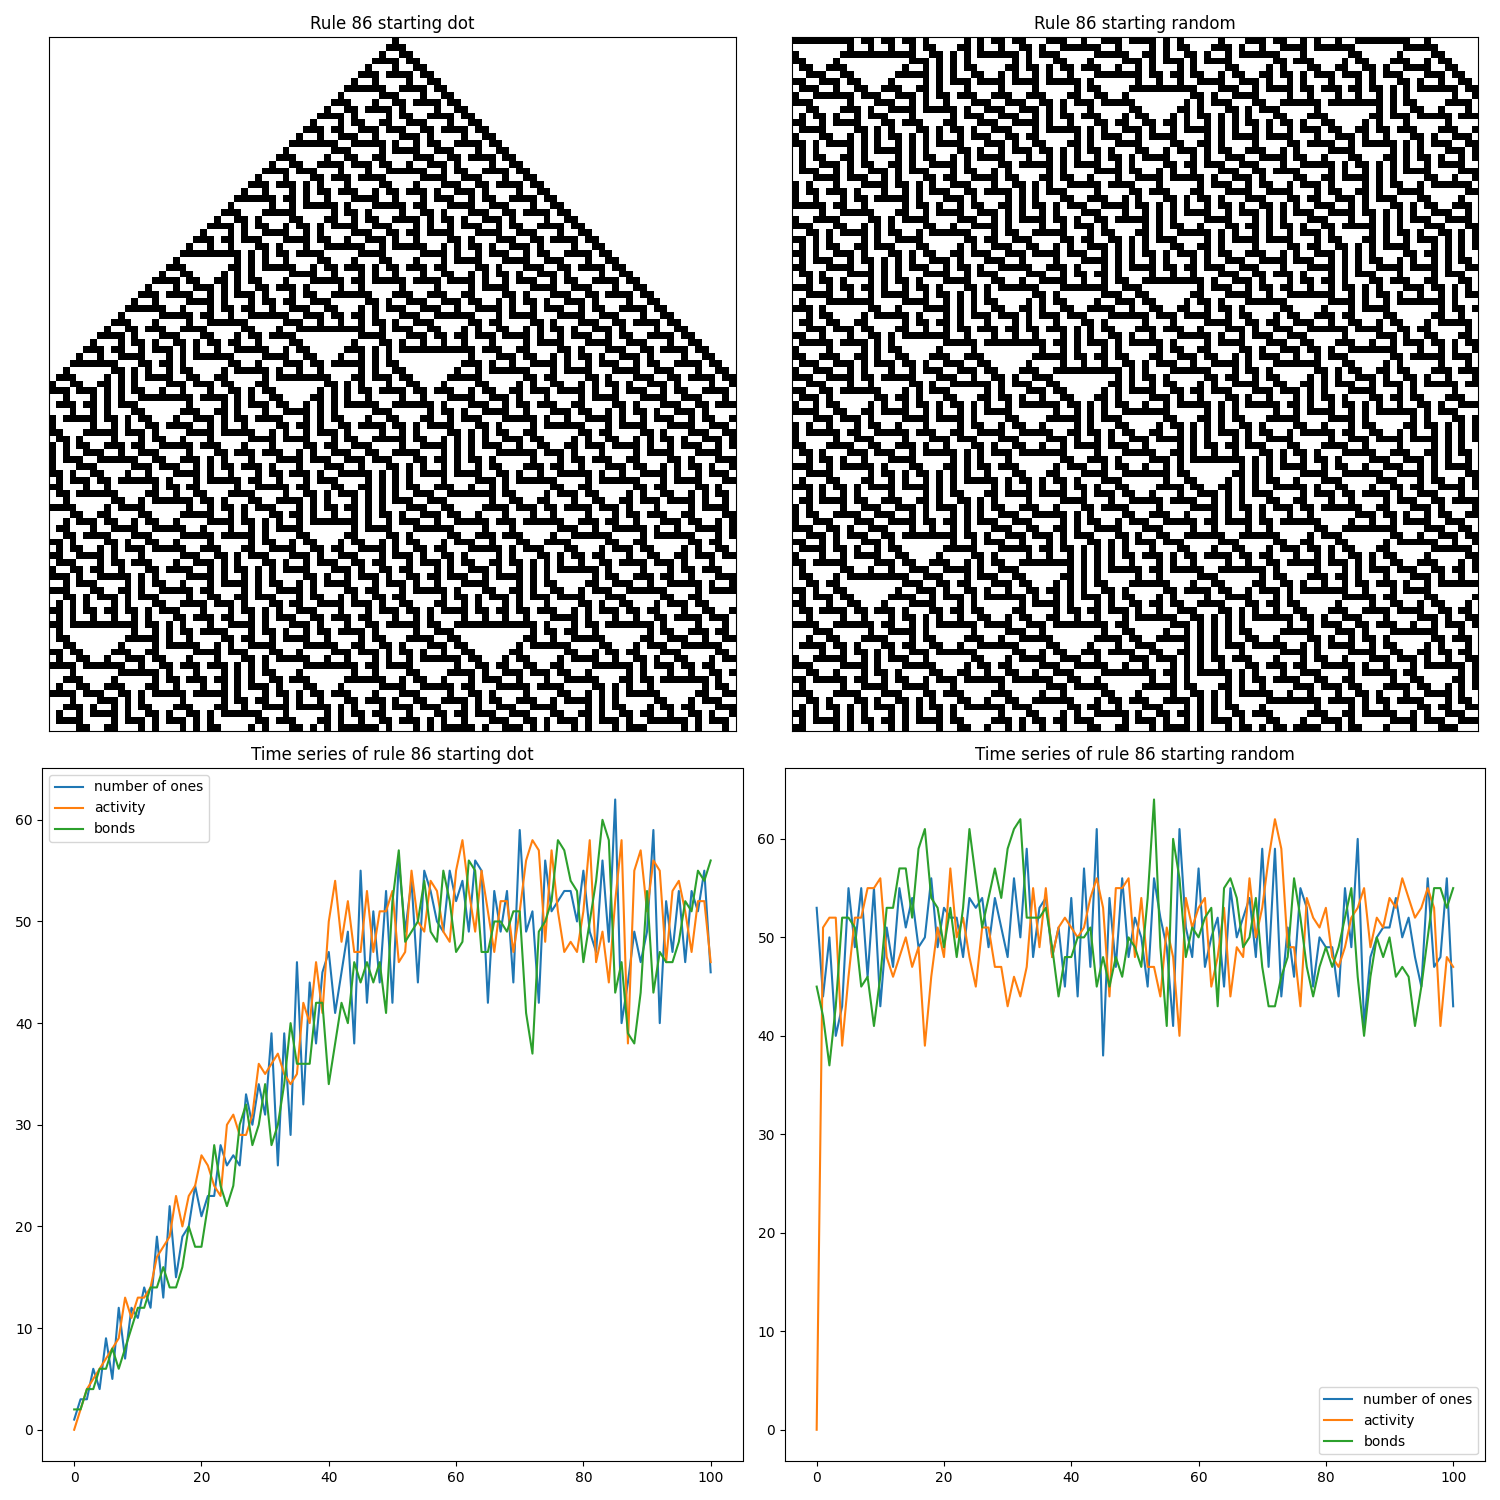 Rule 86 starting dot
Rule 86 starting random
Time series of rule 86 starting dot
number of ones
activity
bonds
60
50
40
30
20
10
0
0 20 40 60 80 100
Time series of rule 86 starting random
60
50
40
30
20
10
0
number of ones
activity
bonds
0 20 40 60 80 100